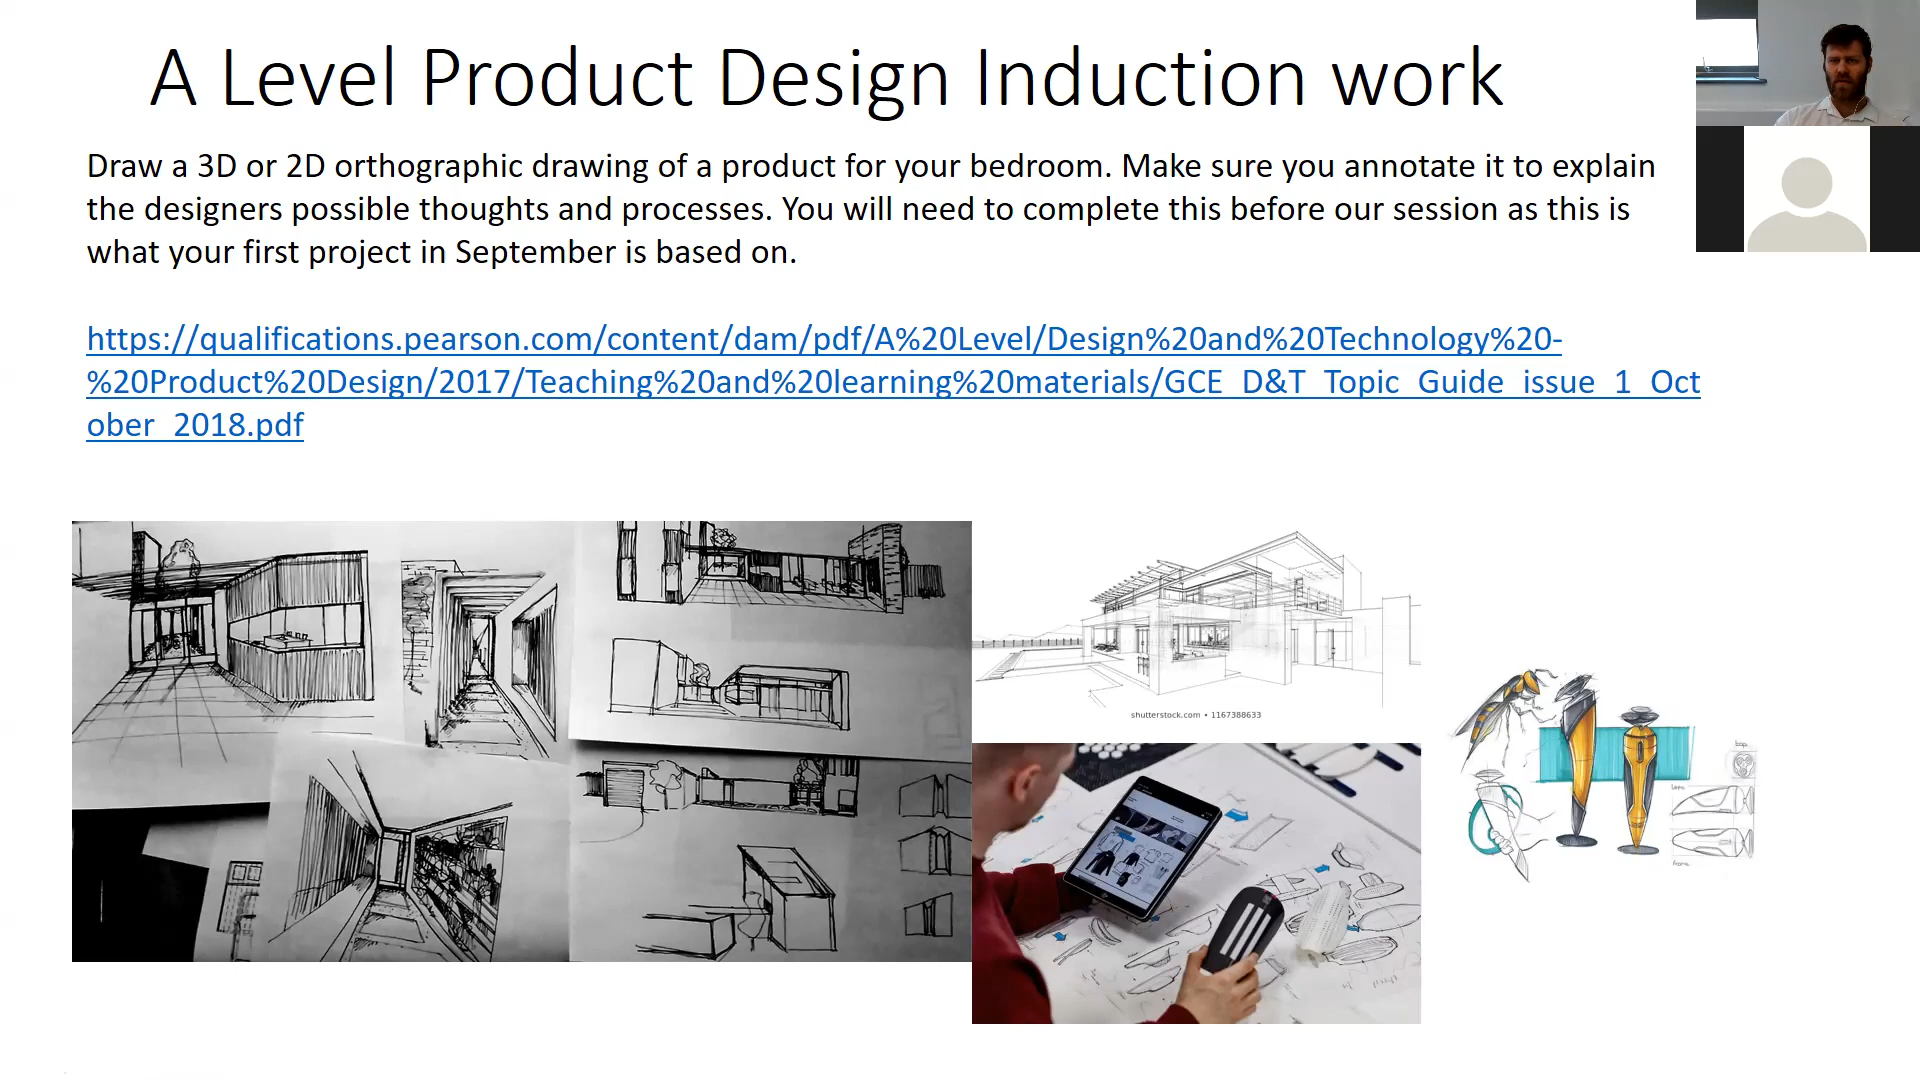 A Level Product Design Induction work
Draw a 3D or 2D orthographic drawing of a product for your bedroom. Make sure you annotate it to explain
the designers possible thoughts and processes. You will need to complete this before our session as this is
what your first project in September is based on.
https://qualifications.pearson.com/content/dam/pdf/A%20Level/Design%20and%20Technology%20-
%20Product%20Design/2017/Teaching%20and%20learning%20materials/GCE_D&T_Topic_Guide_issue_1_Oct
ober_2018.pdf
shutterstock.com • 1167388633